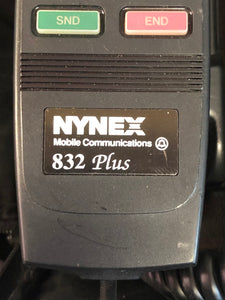 SND END
NYNEX
Mobile Communications
832 Plus